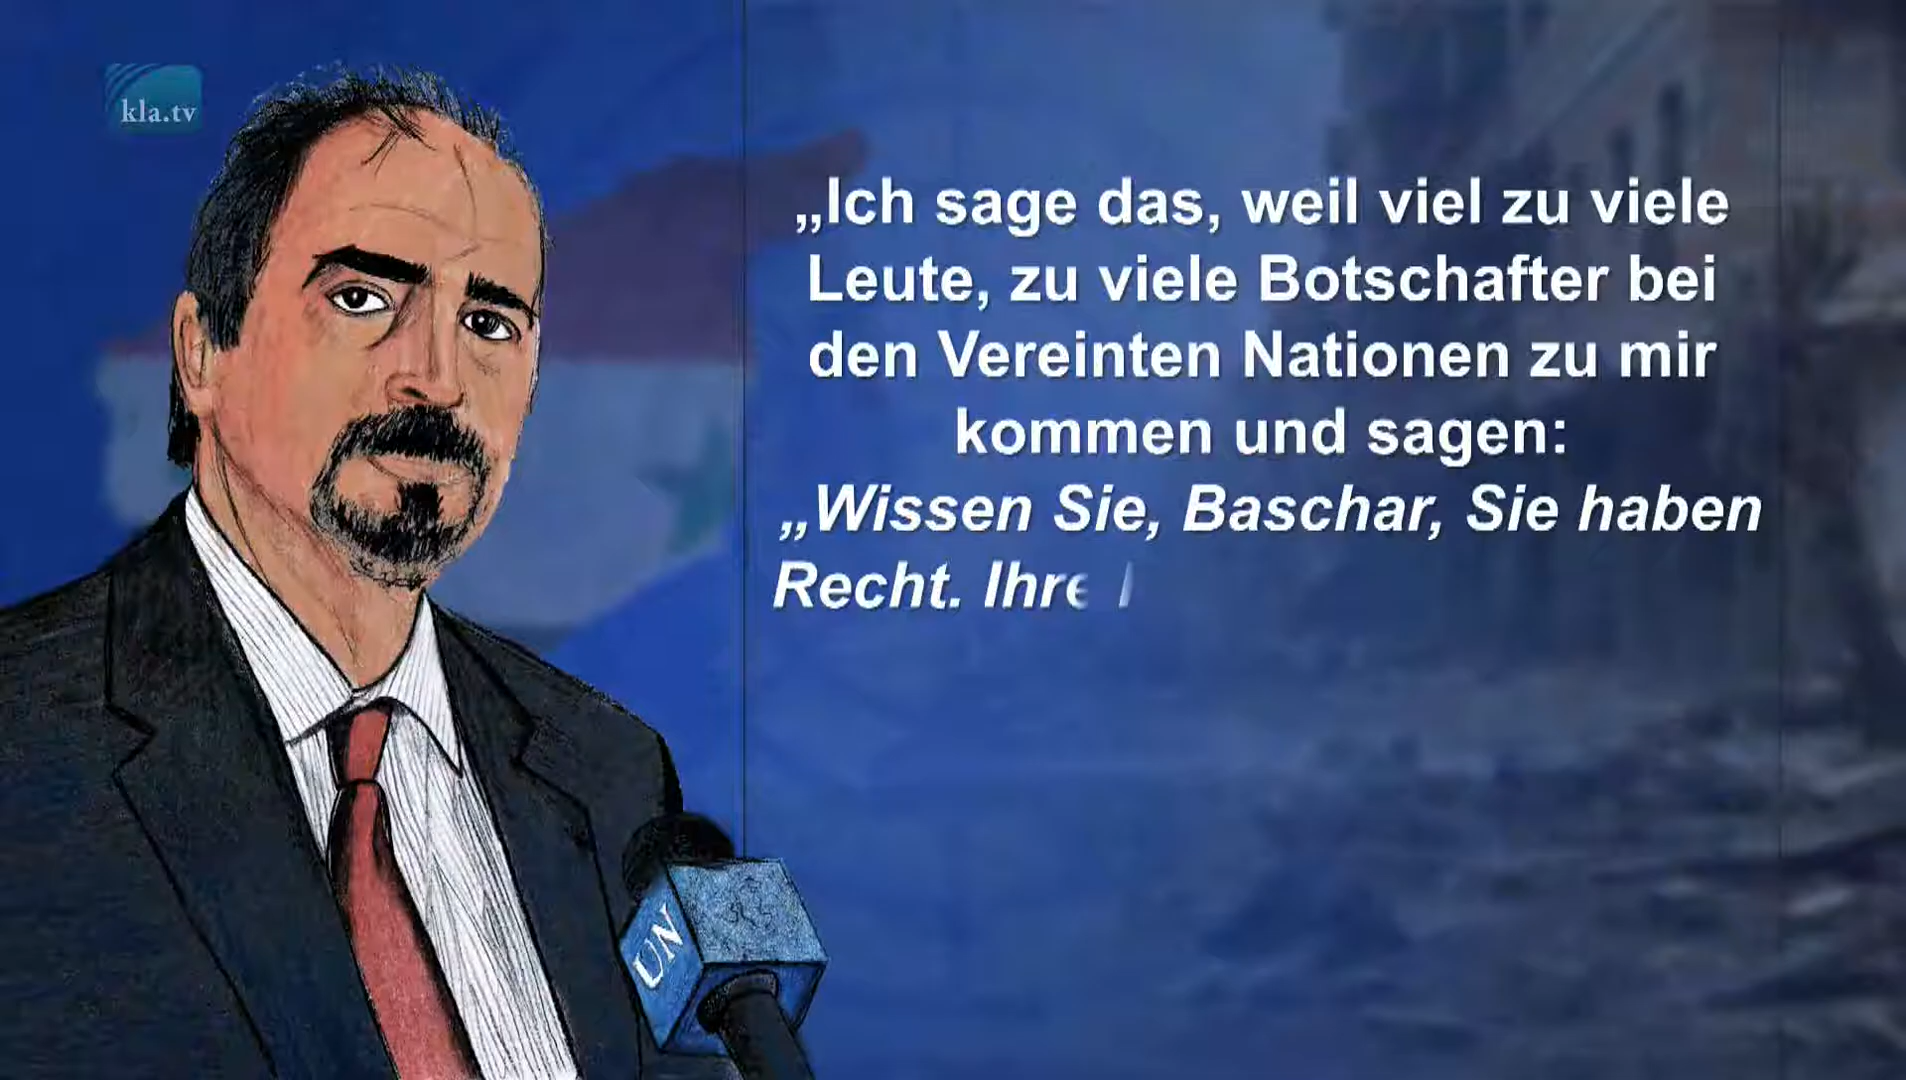 kla.tv
„Ich sage das, weil viel zu viele
Leute, zu viele Botschafter bei
den Vereinten Nationen zu mir
kommen und sagen:
„Wissen Sie, Baschar, Sie haben
Recht. Ihre
UN